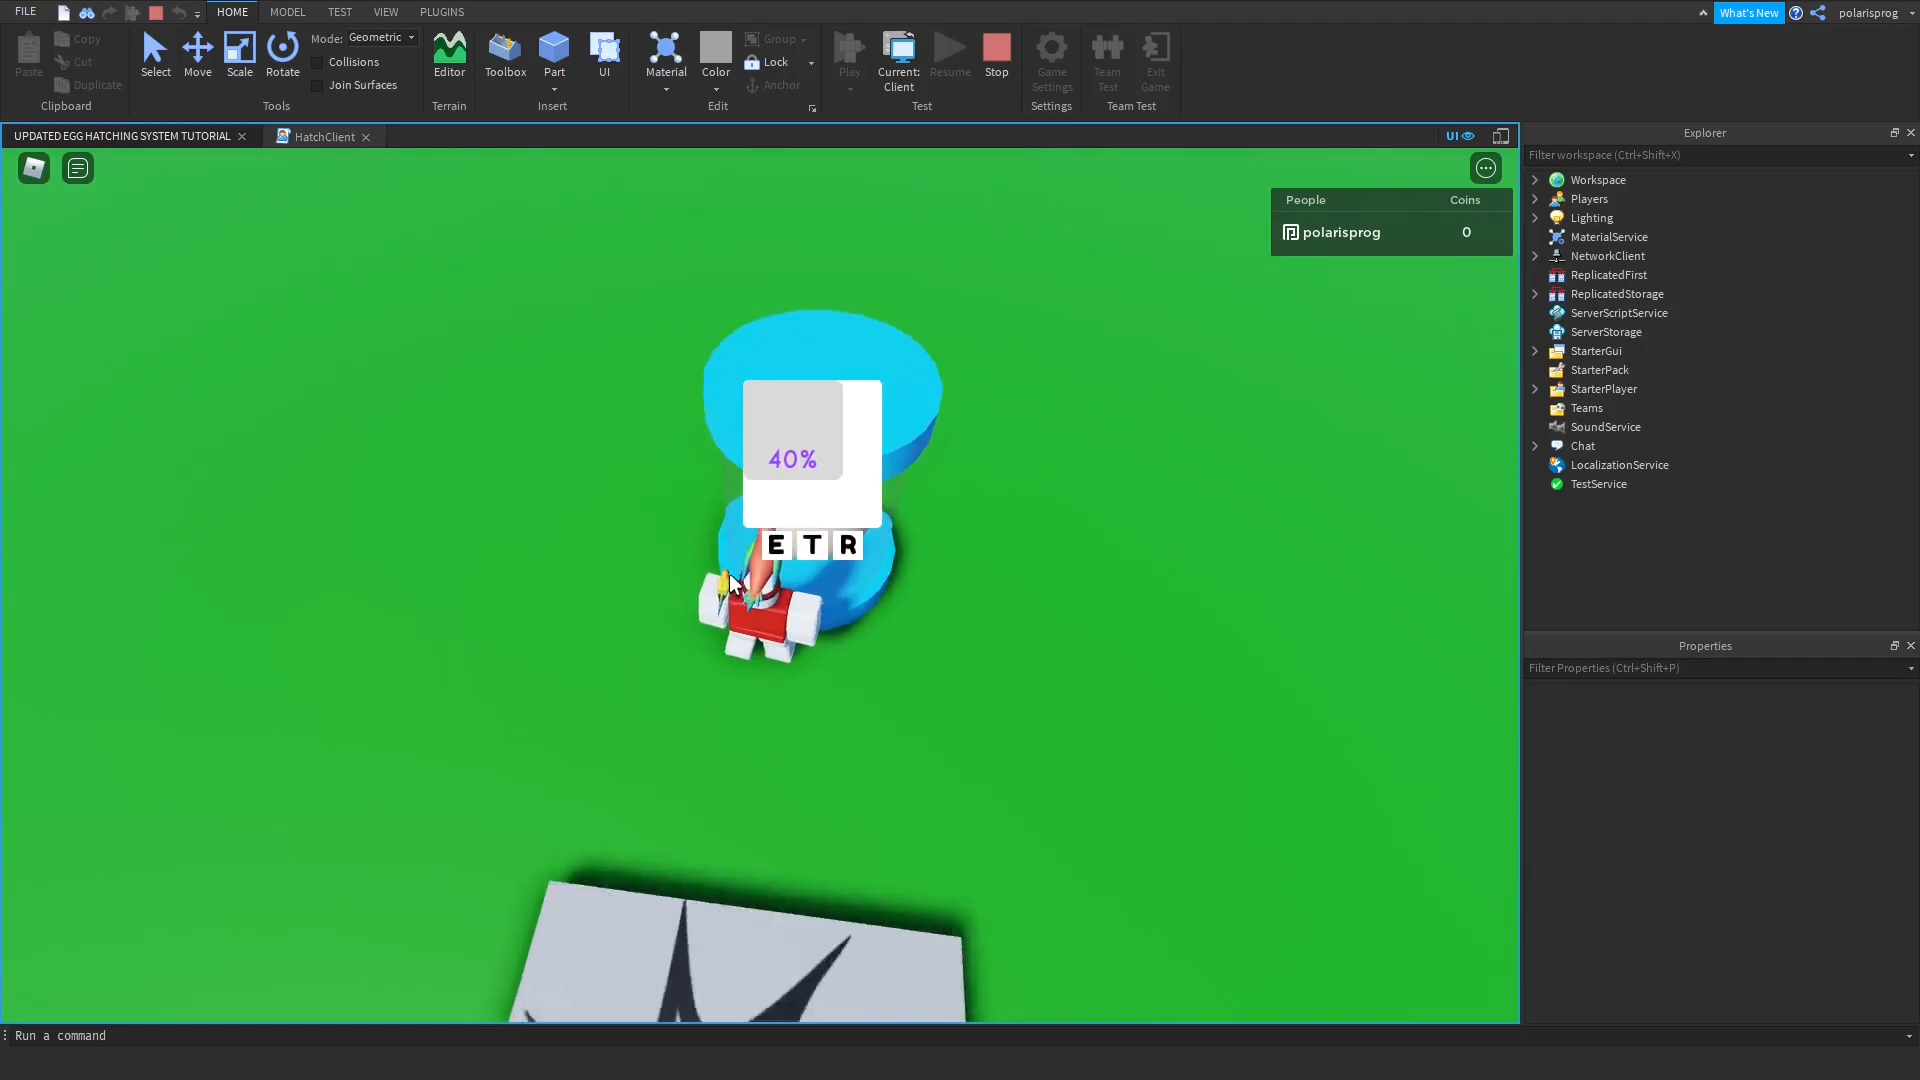 FILE
HOME
MODEL
TEST
VIEW
PLUGINS
What's New
polarisprog
Paste
Copy
Cut
Duplicate
Clipboard
Select
Move
Scale
Rotate
Mode: Geometric
Collisions
Join Surfaces
Tools
Editor
Terrain
Toolbox
Part
UI
Insert
Material
Color
Group
Lock
Anchor
Edit
Play
Current:
Client
Resume
Stop
Test
Game
Settings
Settings
Team
Test
Exit
Game
Team Test
UPDATED EGG HATCHING SYSTEM TUTORIAL
HatchClient
UI
People Coins
polarisprog 0
40%
E T R
Explorer
Filter workspace (Ctrl+Shift+X)
Workspace
Players
Lighting
MaterialService
NetworkClient
ReplicatedFirst
ReplicatedStorage
ServerScriptService
ServerStorage
StarterGui
StarterPack
StarterPlayer
Teams
SoundService
Chat
LocalizationService
TestService
Properties
Filter Properties (Ctrl+Shift+P)
Run a command